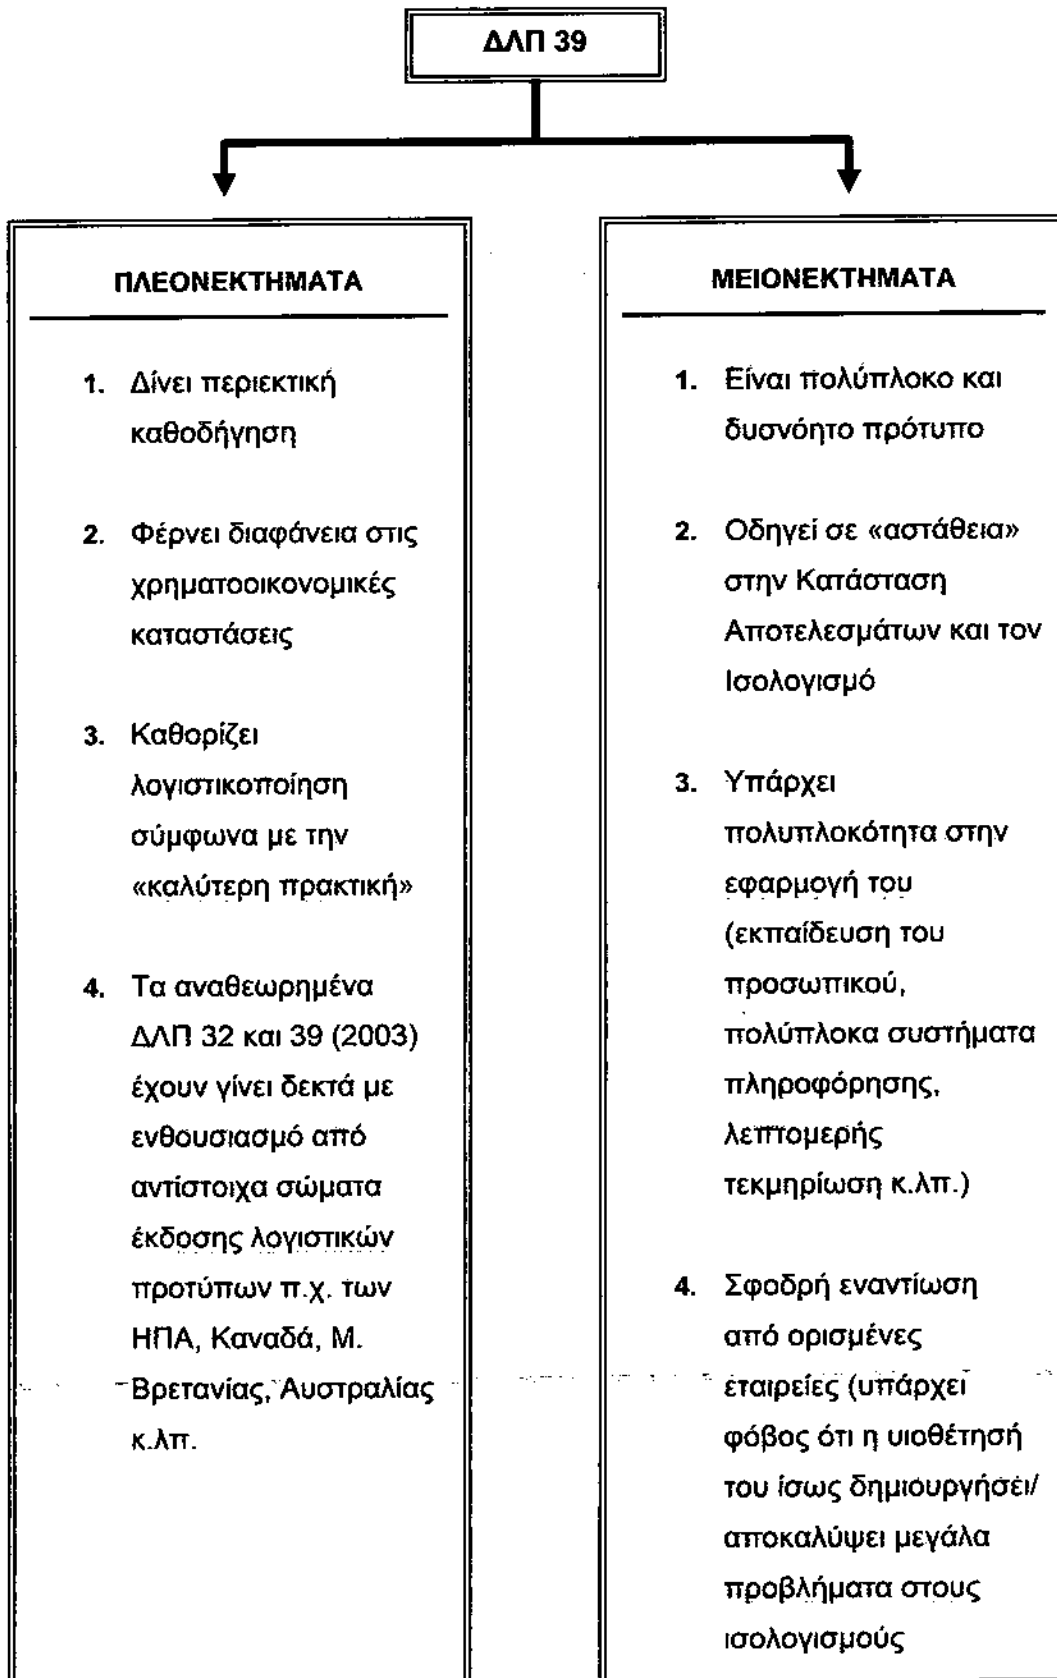 ΔΛΠ 39
ΠΛΕΟΝΕΚΤΗΜΑΤΑ
1. Δίνει περιεκτική
καθοδήγηση
2. Φέρνει διαφάνεια στις
χρηματοοικονομικές
καταστάσεις
3. Καθορίζει
λογιστικοποίηση
σύμφωνα με την
«καλύτερη πρακτική»
4. Τα αναθεωρημένα
ΔΛΠ 32 και 39 (2003)
έχουν γίνει δεκτά με
ενθουσιασμό από
αντίστοιχα σώματα
έκδοσης λογιστικών
προτύπων π.χ. των
ΗΠΑ, Καναδά, Μ.
Βρετανίας, Αυστραλίας
κ.λπ.
ΜΕΙΟΝΕΚΤΗΜΑΤΑ
1. Είναι πολύπλοκο και
δυσνόητο πρότυπο
2. Οδηγεί σε «αστάθεια»
στην Κατάσταση
Αποτελεσμάτων και τον
Ισολογισμό
3. Υπάρχει
πολυπλοκότητα στην
εφαρμογή του
(εκπαίδευση του
προσωπικού,
πολύπλοκα συστήματα
πληροφόρησης,
λεπτομερής
τεκμηρίωση κ.λπ.)
4. Σφοδρή εναντίωση
από ορισμένες
εταιρείες (υπάρχει
φόβος ότι η υιοθέτησή
του ίσως δημιουργήσει/
αποκαλύψει μεγάλα
προβλήματα στους
ισολογισμούς